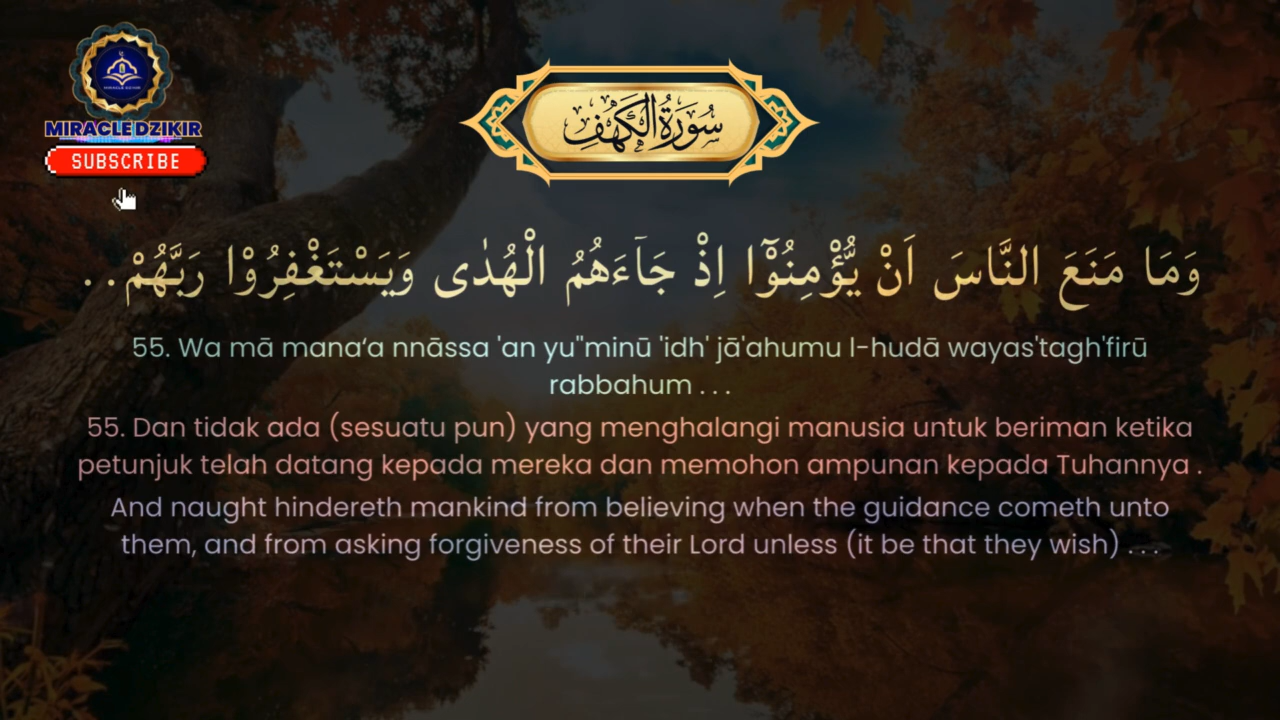 MIRACLE DZIKIR
SUBSCRIBE
سُوْرَةُ الْكَهْفِ
وَمَا مَنَعَ النَّاسَ اَنْ يُّؤْمِنُوْٓا اِذْ جَاۤءَهُمُ الْهُدٰى وَيَسْتَغْفِرُوْا رَبَّهُمْ..
55. Wa mā mana‘a nnāssa 'an yu"minū 'idh' jā'ahumu l-hudā wayas'tagh'firū
rabbahum . . .
55. Dan tidak ada (sesuatu pun) yang menghalangi manusia untuk beriman ketika
petunjuk telah datang kepada mereka dan memohon ampunan kepada Tuhannya .
And naught hindereth mankind from believing when the guidance cometh unto
them, and from asking forgiveness of their Lord unless (it be that they wish) . . .